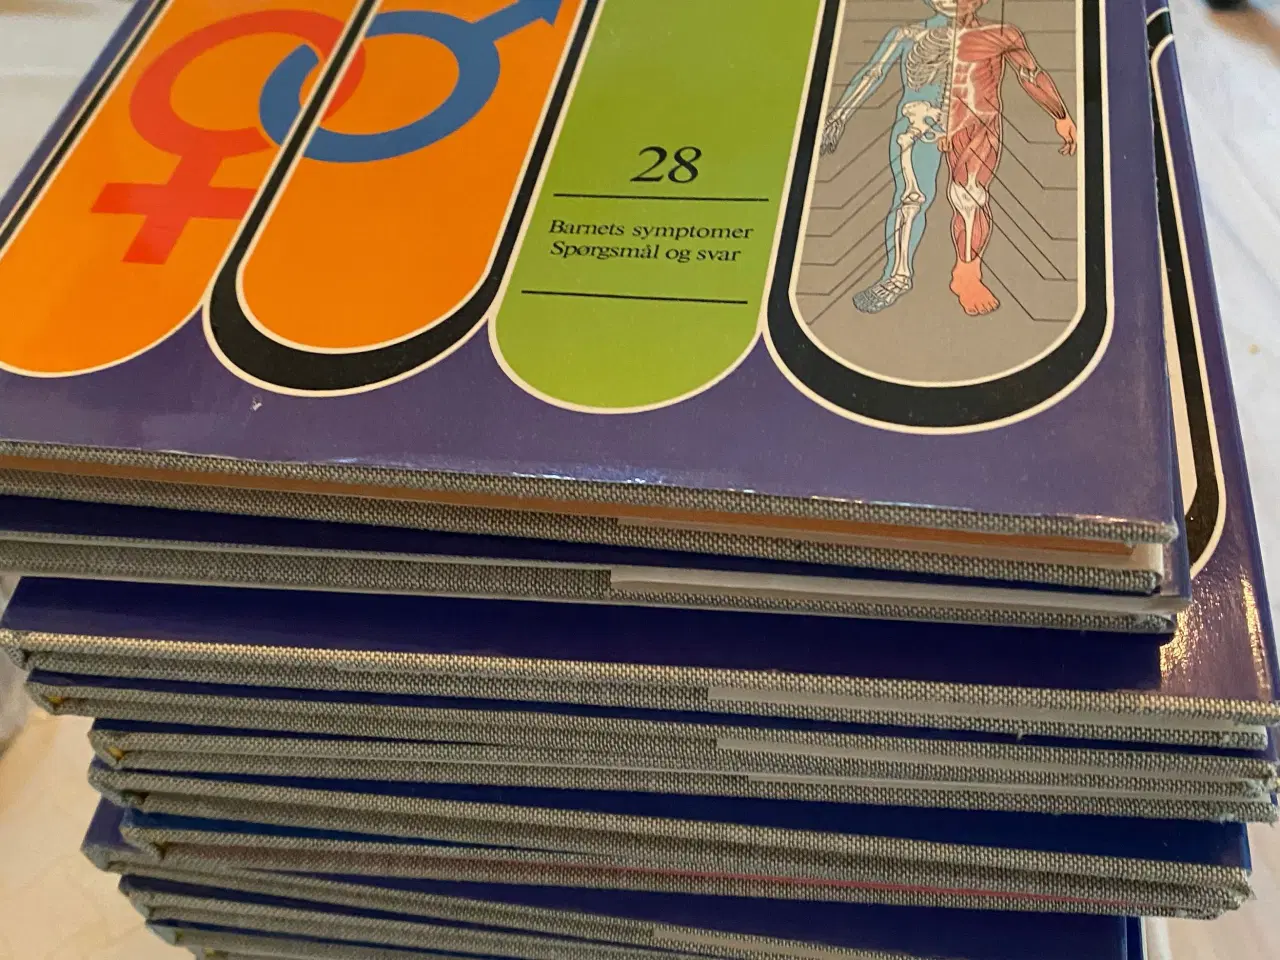 28
Barnets symptomer
Spørgsmål og svar